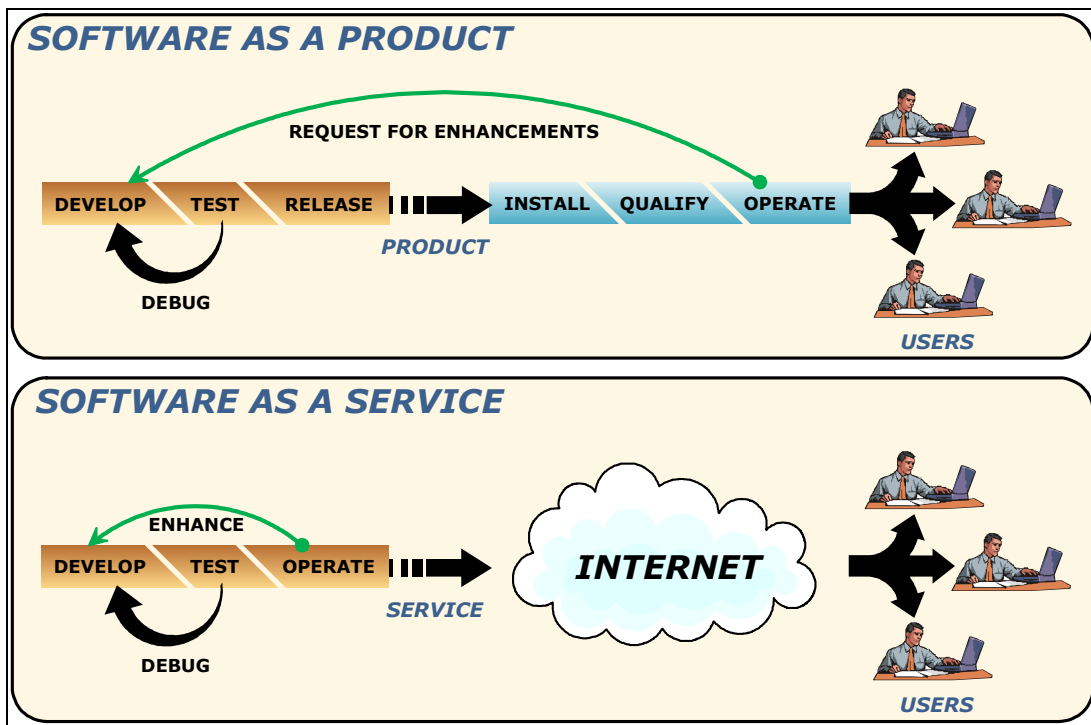 SOFTWARE AS A PRODUCT
REQUEST FOR ENHANCEMENTS
DEVELOP TEST RELEASE INSTALL QUALIFY OPERATE
PRODUCT
DEBUG
USERS
SOFTWARE AS A SERVICE
ENHANCE
DEVELOP TEST OPERATE INTERNET
SERVICE
DEBUG
USERS